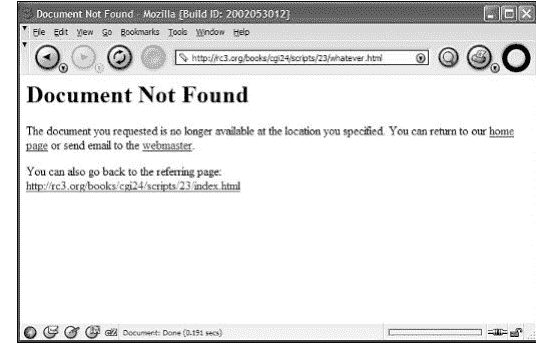 Document Not Found - Mozilla {Build ID: 2002053012}
File Edit View Go Bookmarks Tools Window Help
http://rc3.org/books/cgi24/scripts/23/whatever.html
Document Not Found
The document you requested is no longer available at the location you specified. You can return to our home
page or send email to the webmaster.
You can also go back to the referring page:
http://rc3.org/books/cgi24/scripts/23/index.html
Document: Done (0.191 secs)